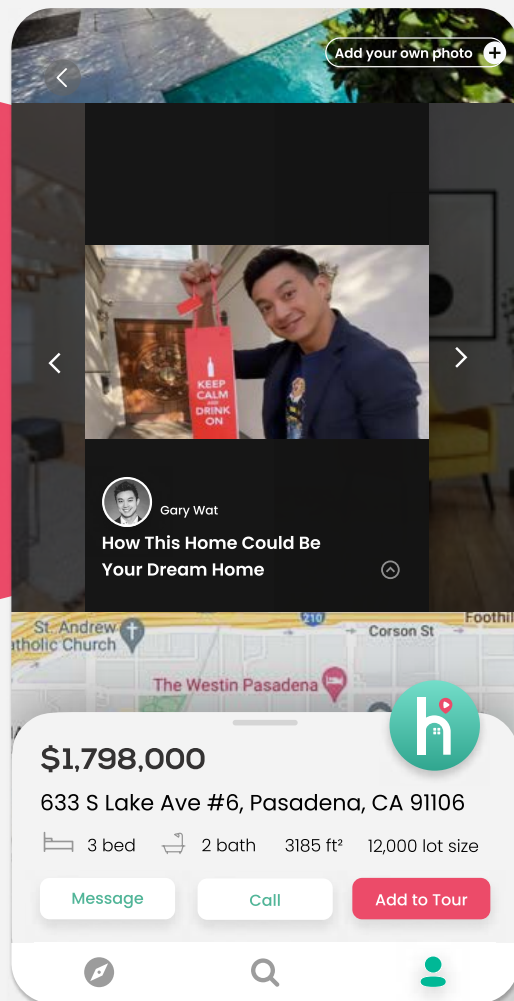 Add your own photo
KEEP
CALM
AND
DRINK
ON
Gary Wat
How This Home Could Be
Your Dream Home
210
Foothil
St. Andrew
atholic Church
Corson St
The Westin Pasadena
h
$1,798,000
633 S Lake Ave #6, Pasadena, CA 91106
3 bed
2 bath
3185 ft²
12,000 lot size
Message
Call
Add to Tour